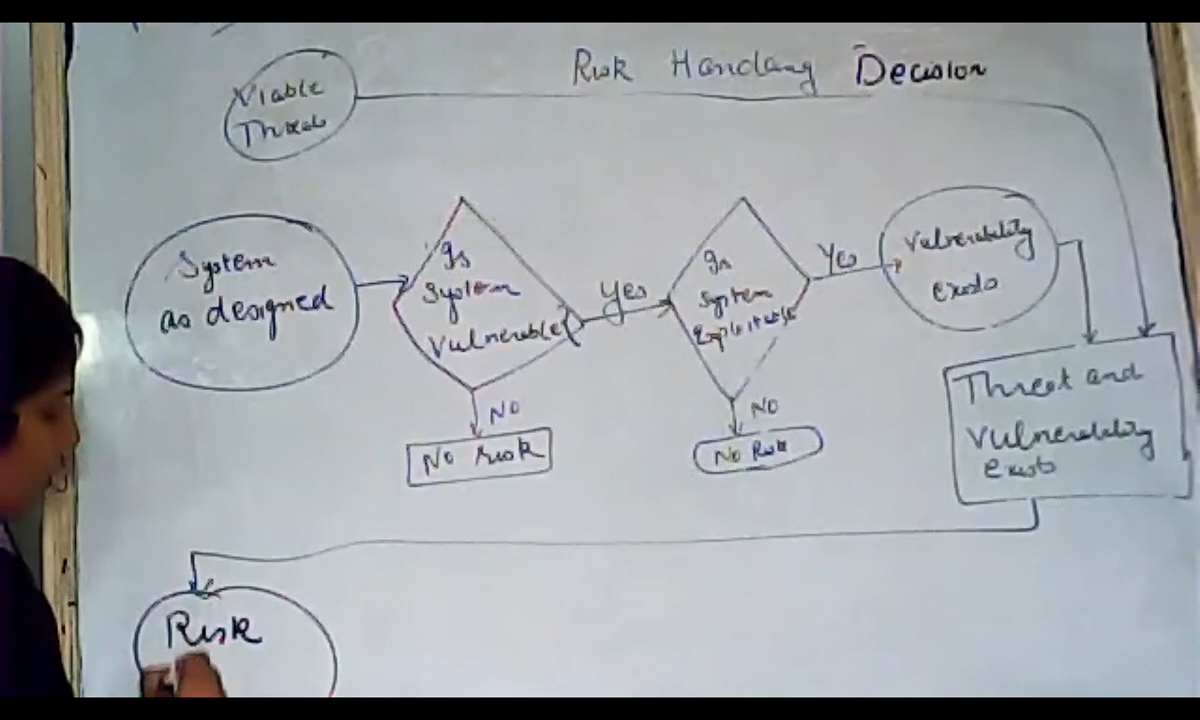 Risk Handling Decision
Viable
Threats
System
as designed
Is
System
Vulnerable
Yes
No
No risk
Is
System
Exploitable
Yes
No
No Risk
Vulnerability
exists
Threat and
Vulnerability
exists
Risk